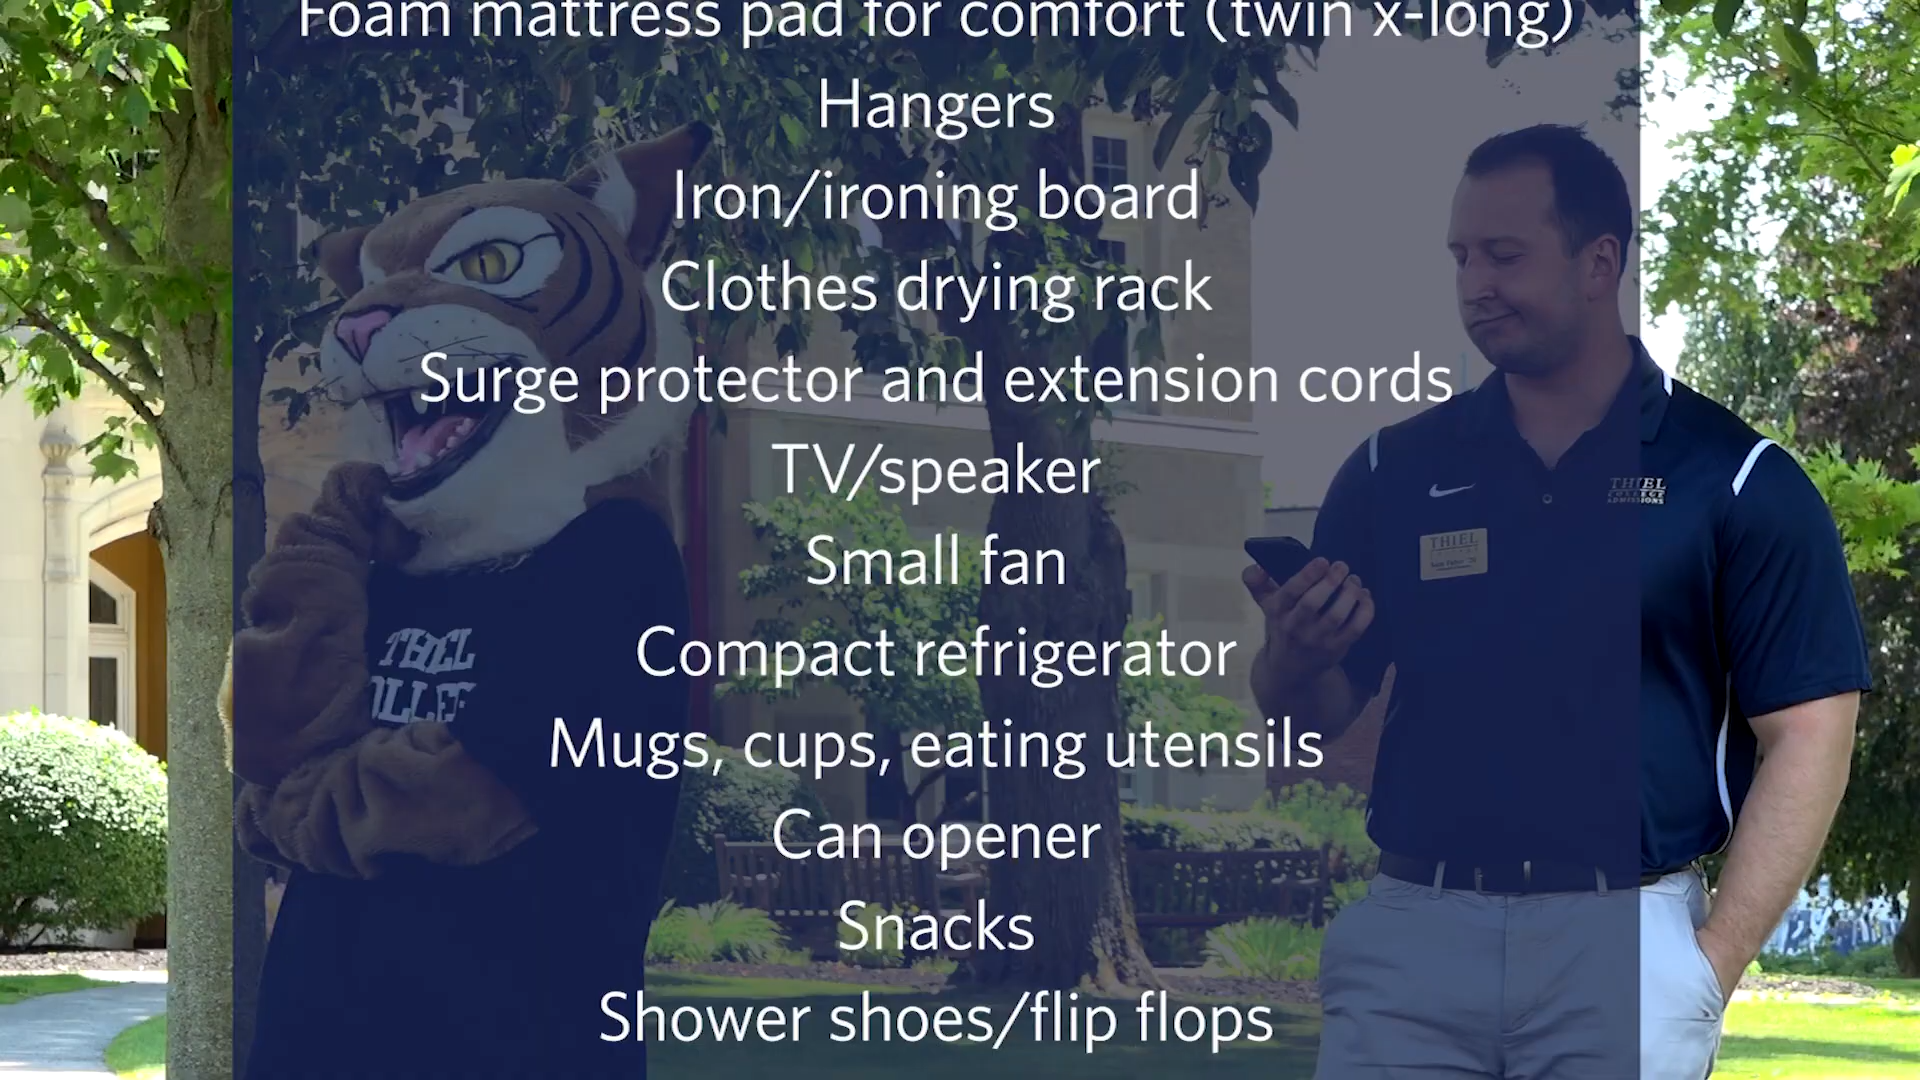 Foam mattress pad for comfort (twin x-long)
Hangers
Iron/ironing board
Clothes drying rack
Surge protector and extension cords
TV/speaker
Small fan
Compact refrigerator
Mugs, cups, eating utensils
Can opener
Snacks
Shower shoes/flip flops
THIEL
COLLEGE
ADMISSIONS
THIEL
THIEL
OLLEGE